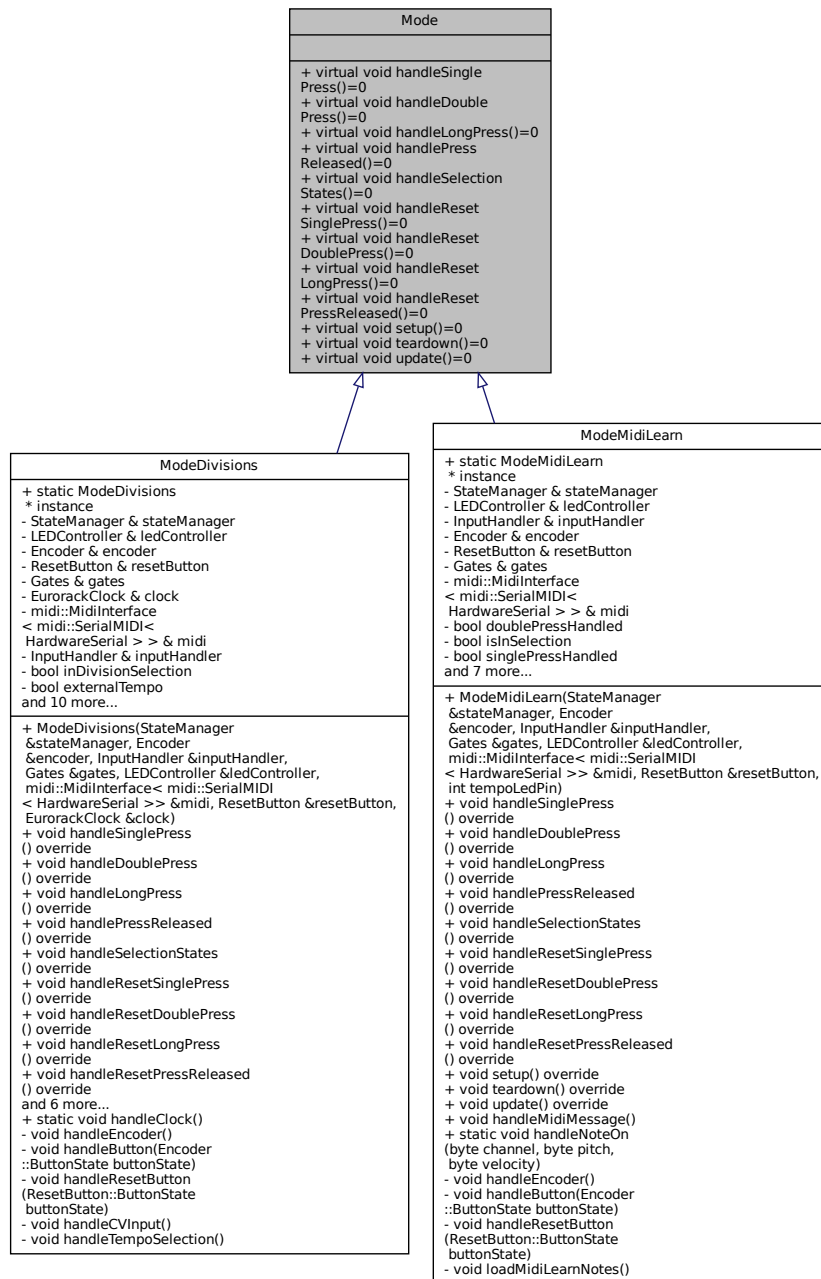 Mode
+ virtual void handleSingle
Press()=0
+ virtual void handleDouble
Press()=0
+ virtual void handleLongPress()=0
+ virtual void handlePress
Released()=0
+ virtual void handleSelection
States()=0
+ virtual void handleReset
SinglePress()=0
+ virtual void handleReset
DoublePress()=0
+ virtual void handleReset
LongPress()=0
+ virtual void handleReset
PressReleased()=0
+ virtual void setup()=0
+ virtual void teardown()=0
+ virtual void update()=0
ModeDivisions
+ static ModeDivisions
* instance
- StateManager & stateManager
- LEDController & ledController
- Encoder & encoder
- ResetButton & resetButton
- Gates & gates
- EurorackClock & clock
- midi::MidiInterface
< midi::SerialMIDI<
HardwareSerial > > & midi
- InputHandler & inputHandler
- bool inDivisionSelection
- bool externalTempo
and 10 more...
+ ModeDivisions(StateManager
&stateManager, Encoder
&encoder, InputHandler &inputHandler,
Gates &gates, LEDController &ledController,
midi::MidiInterface< midi::SerialMIDI
< HardwareSerial >> &midi, ResetButton &resetButton,
EurorackClock &clock)
+ void handleSinglePress
() override
+ void handleDoublePress
() override
+ void handleLongPress
() override
+ void handlePressReleased
() override
+ void handleSelectionStates
() override
+ void handleResetSinglePress
() override
+ void handleResetDoublePress
() override
+ void handleResetLongPress
() override
+ void handleResetPressReleased
() override
and 6 more...
+ static void handleClock()
- void handleEncoder()
- void handleButton(Encoder
::ButtonState buttonState)
- void handleResetButton
(ResetButton::ButtonState
buttonState)
- void handleCVInput()
- void handleTempoSelection()
ModeMidiLearn
+ static ModeMidiLearn
* instance
- StateManager & stateManager
- LEDController & ledController
- InputHandler & inputHandler
- Encoder & encoder
- ResetButton & resetButton
- Gates & gates
- midi::MidiInterface
< midi::SerialMIDI<
HardwareSerial > > & midi
- bool doublePressHandled
- bool isInSelection
- bool singlePressHandled
and 7 more...
+ ModeMidiLearn(StateManager
&stateManager, Encoder
&encoder, InputHandler &inputHandler,
Gates &gates, LEDController &ledController,
midi::MidiInterface< midi::SerialMIDI
< HardwareSerial >> &midi, ResetButton &resetButton,
int tempoLedPin)
+ void handleSinglePress
() override
+ void handleDoublePress
() override
+ void handleLongPress
() override
+ void handlePressReleased
() override
+ void handleSelectionStates
() override
+ void handleResetSinglePress
() override
+ void handleResetDoublePress
() override
+ void handleResetLongPress
() override
+ void handleResetPressReleased
() override
+ void setup() override
+ void teardown() override
+ void update() override
+ void handleMidiMessage()
+ static void handleNoteOn
(byte channel, byte pitch,
byte velocity)
- void handleEncoder()
- void handleButton(Encoder
::ButtonState buttonState)
- void handleResetButton
(ResetButton::ButtonState
buttonState)
- void loadMidiLearnNotes()